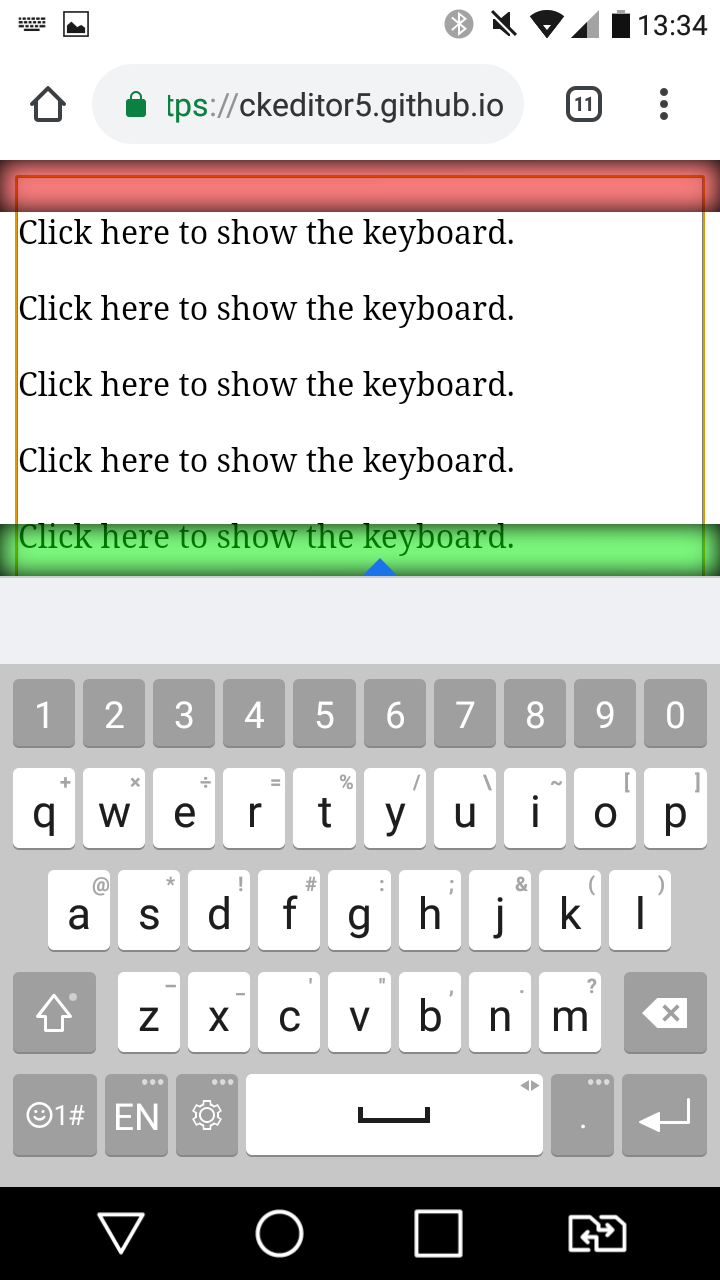 13:34
tps://ckeditor5.github.io 11
Click here to show the keyboard.
Click here to show the keyboard.
Click here to show the keyboard.
Click here to show the keyboard.
Click here to show the keyboard.
1 2 3 4 5 6 7 8 9 0
+ × ÷ = % / \ ~ [ ]
q w e r t y u i o p
@ * ! # : ; & ( )
a s d f g h j k l
– _ ' " , . ?
z x c v b n m
1# EN .